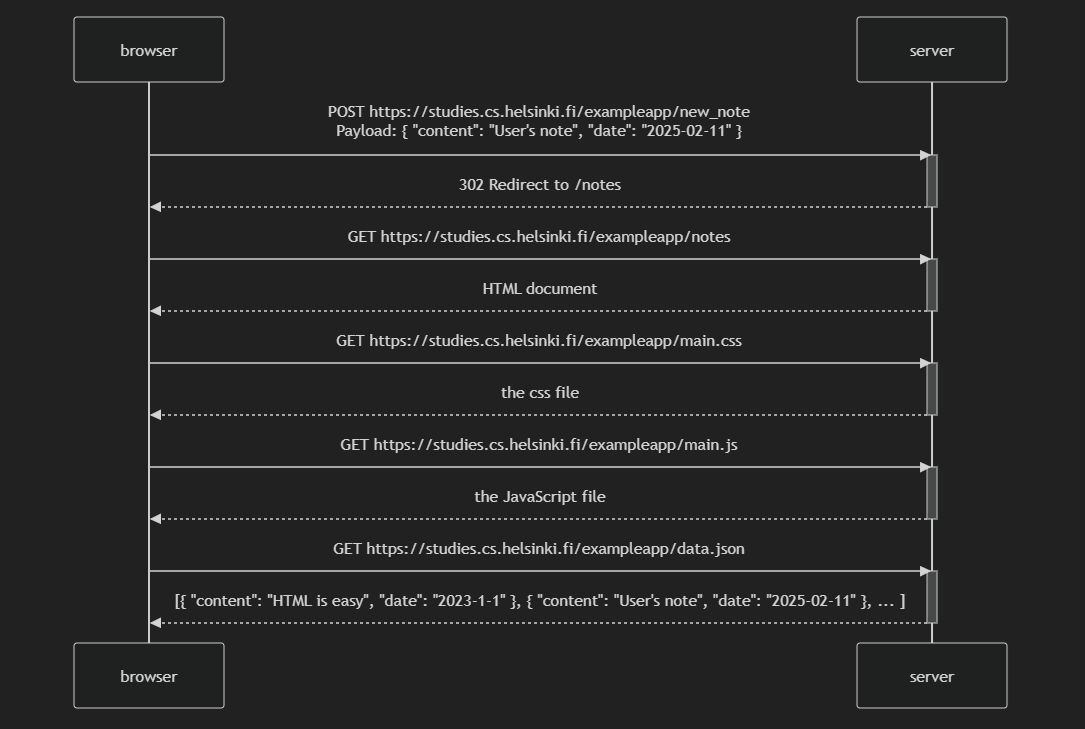 browser
server
POST https://studies.cs.helsinki.fi/exampleapp/new_note
Payload: { "content": "User's note", "date": "2025-02-11" }
302 Redirect to /notes
GET https://studies.cs.helsinki.fi/exampleapp/notes
HTML document
GET https://studies.cs.helsinki.fi/exampleapp/main.css
the css file
GET https://studies.cs.helsinki.fi/exampleapp/main.js
the JavaScript file
GET https://studies.cs.helsinki.fi/exampleapp/data.json
[{ "content": "HTML is easy", "date": "2023-1-1" }, { "content": "User's note", "date": "2025-02-11" }, ... ]
browser
server